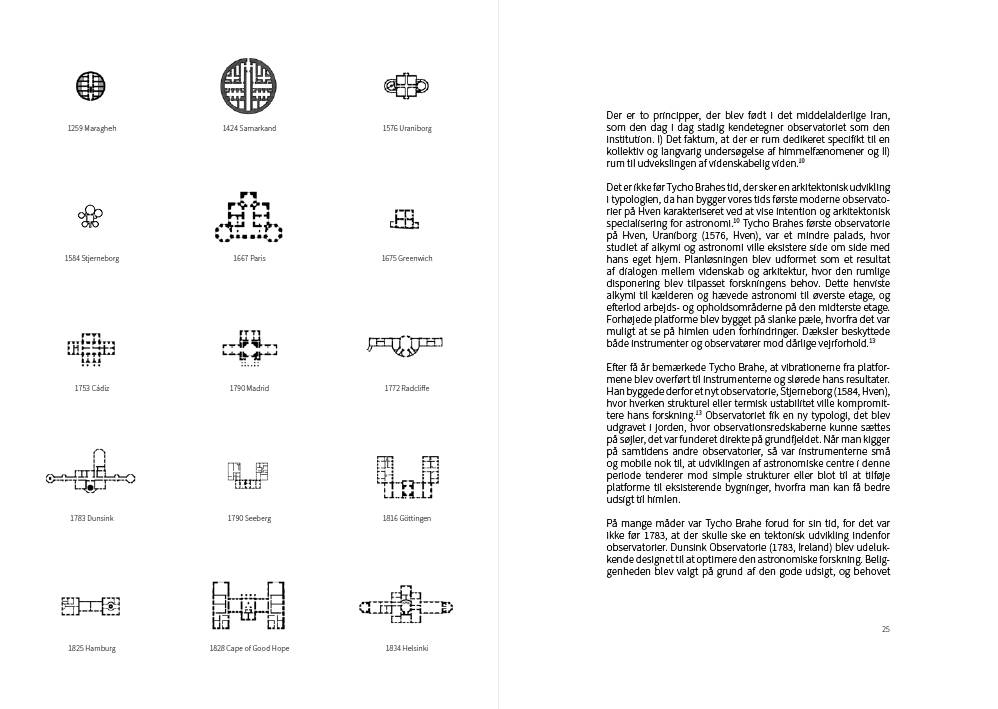 1259 Maragheh
1424 Samarkand
1576 Uraniborg
1584 Stjerneborg
1667 Paris
1675 Greenwich
1753 Cádiz
1790 Madrid
1772 Radcliffe
1783 Dunsink
1790 Seeberg
1816 Göttingen
1825 Hamburg
1828 Cape of Good Hope
1834 Helsinki
Der er to principper, der blev født i det middelalderlige Iran,
som den dag i dag stadig kendetegner observatoriet som den
institution. I) Det faktum, at der er rum dedikeret specifikt til en
kollektiv og langvarig undersøgelse af himmelfænomener og II)
rum til udvekslingen af videnskabelig viden.10
Det er ikke før Tycho Brahes tid, der sker en arkitektonisk udvikling
i typologien, da han bygger vores tids første moderne observato-
rier på Hven karakteriseret ved at vise intention og arkitektonisk
specialisering for astronomi.10 Tycho Brahes første observatorie
på Hven, Uraniborg (1576, Hven), var et mindre palads, hvor
studiet af alkymi og astronomi ville eksistere side om side med
hans eget hjem. Planløsningen blev udformet som et resultat
af dialogen mellem videnskab og arkitektur, hvor den rumlige
disponering blev tilpasset forskningens behov. Dette henviste
alkymi til kælderen og hævede astronomi til øverste etage, og
efterlod arbejds- og opholdsområderne på den midterste etage.
Forhøjede platforme blev bygget på slanke pæle, hvorfra det var
muligt at se på himlen uden forhindringer. Dæksler beskyttede
både instrumenter og observatører mod dårlige vejrforhold.13
Efter få år bemærkede Tycho Brahe, at vibrationerne fra platfor-
mene blev overført til instrumenterne og slørede hans resultater.
Han byggede derfor et nyt observatorie, Stjerneborg (1584, Hven),
hvor hverken strukturel eller termisk ustabilitet ville kompromit-
tere hans forskning.13 Observatoriet fik en ny typologi, det blev
udgravet i jorden, hvor observationsredskaberne kunne sættes
på søjler, det var funderet direkte på grundfjeldet. Når man kigger
på samtidens andre observatorier, så var instrumenterne små
og mobile nok til, at udviklingen af astronomiske centre i denne
periode tenderer mod simple strukturer eller blot til at tilføje
platforme til eksisterende bygninger, hvorfra man kan få bedre
udsigt til himlen.
På mange måder var Tycho Brahe forud for sin tid, for det var
ikke før 1783, at der skulle ske en tektonisk udvikling indenfor
observatorier. Dunsink Observatorie (1783, Ireland) blev udeluk-
kende designet til at optimere den astronomiske forskning. Belig-
genheden blev valgt på grund af den gode udsigt, og behovet
25